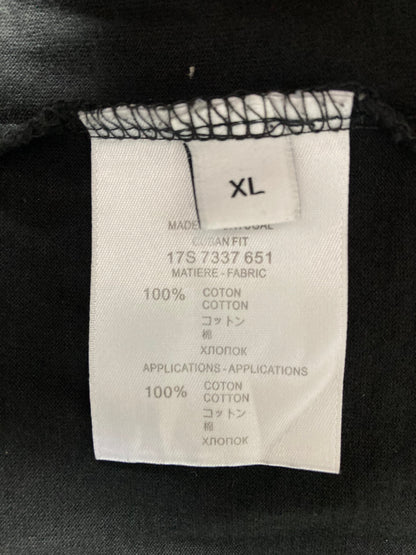 XL
MADE
CUBAN FIT
17S 7337 651
MATIERE - FABRIC
100% COTON
COTTON
コットン
棉
ХЛОПОК
APPLICATIONS - APPLICATIONS
100% COTON
COTTON
コットン
棉
ХЛОПОК